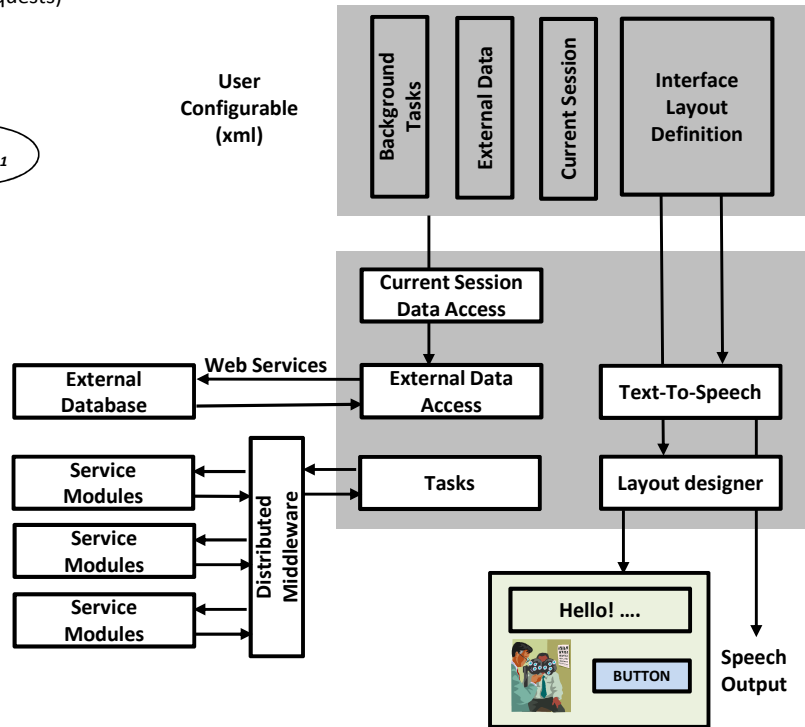 quests)
1
User
Configurable
(xml)
Background
Tasks
External Data
Current Session
Interface
Layout
Definition
Current Session
Data Access
Web Services
External
Database
External Data
Access
Text-To-Speech
Service
Modules
Distributed
Middleware
Tasks
Layout designer
Service
Modules
Service
Modules
Hello! ….
BUTTON
Speech
Output